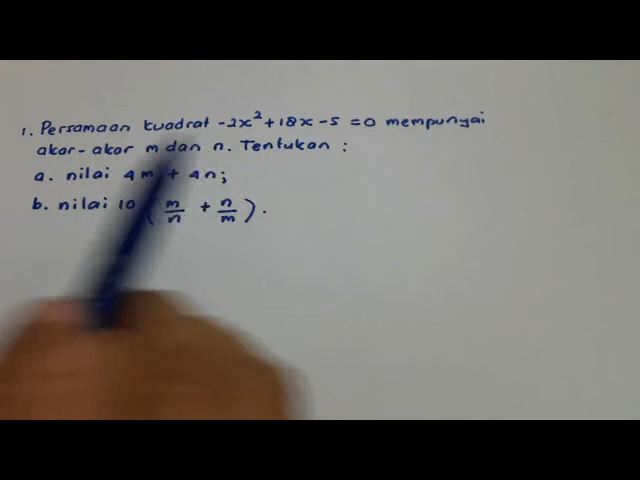 1. Persamaan kuadrat -2x² + 18x - 5 = 0 mempunyai
akar-akar m dan n. Tentukan :
a. nilai 4m + 4n;
b. nilai 10 (m/n + n/m).